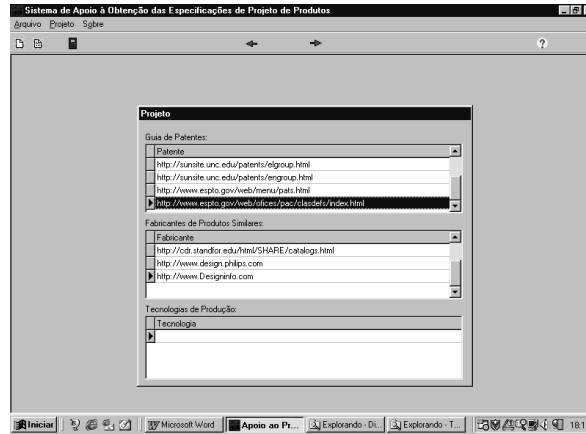 Sistema de Apoio à Obtenção das Especificações de Projeto de Produtos
Arquivo Projeto Sobre
Projeto
Guia de Patentes:
Patente
http://sunsite.unc.edu/patents/elgroup.html
http://sunsite.unc.edu/patents/engroup.html
http://www.espto.gov/web/menu/pats.html
http://www.espto.gov/web/ofices/pac/clasdefs/index.html
Fabricantes de Produtos Similares:
Fabricante
http://cdr.standfor.edu/html/SHARE/catalogs.html
http://www.design.philips.com
http://www.Designinfo.com
Tecnologias de Produção:
Tecnologia
Iniciar Microsoft Word Apoio ao Pr... Explorando - Di... Explorando - T... 18:1